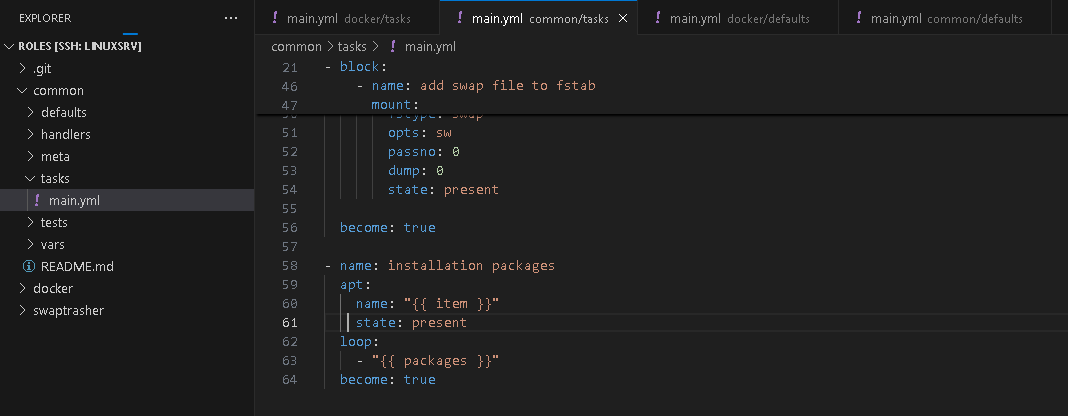 EXPLORER
ROLES [SSH: LINUXSRV]
.git
common
defaults
handlers
meta
tasks
main.yml
tests
vars
README.md
docker
swaptrasher
main.yml docker/tasks
main.yml common/tasks
main.yml docker/defaults
main.yml common/defaults
common > tasks > ! main.yml
21 - block:
46 - name: add swap file to fstab
47 mount:
51 opts: sw
52 passno: 0
53 dump: 0
54 state: present
55
56 become: true
57
58 - name: installation packages
59 apt:
60 name: "{{ item }}"
61 state: present
62 loop:
63 - "{{ packages }}"
64 become: true